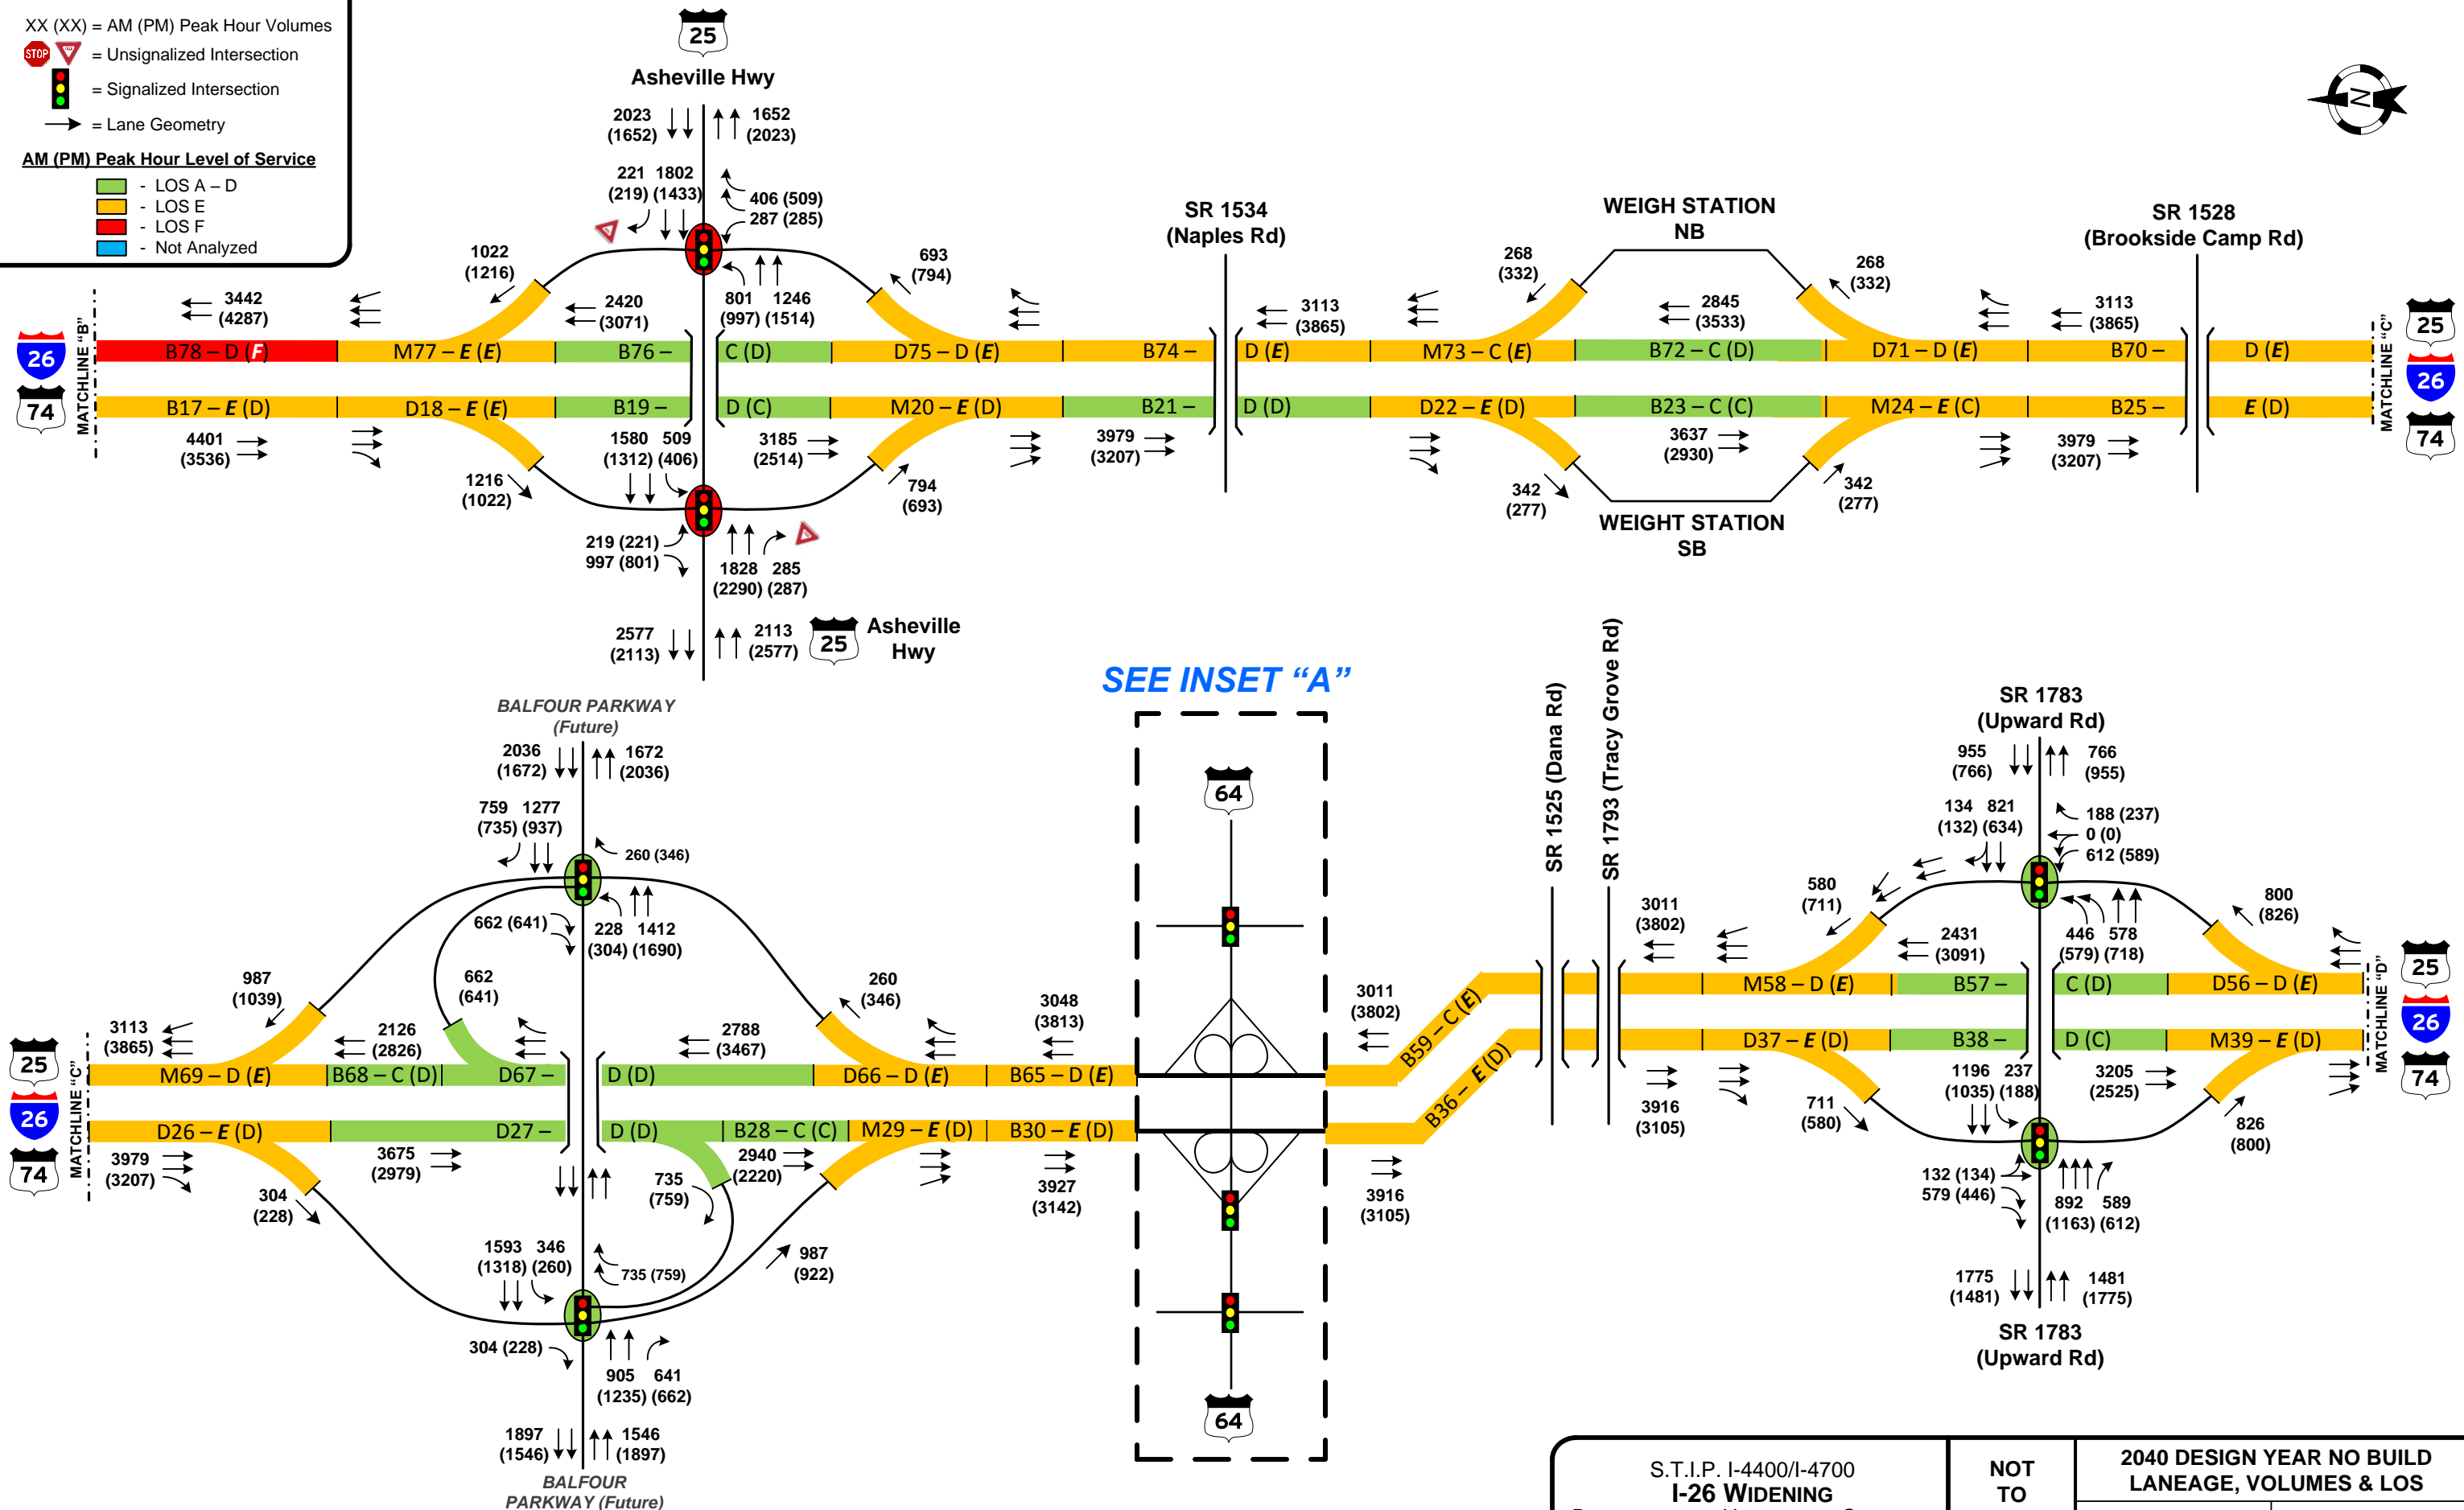 XX (XX) = AM (PM) Peak Hour Volumes
STOP = Unsignalized Intersection
= Signalized Intersection
= Lane Geometry
AM (PM) Peak Hour Level of Service
- LOS A – D
- LOS E
- LOS F
- Not Analyzed
25
Asheville Hwy
N
2023 1652
(1652) (2023)
221 1802
(219) (1433)
406 (509)
287 (285)
SR 1534
(Naples Rd)
WEIGH STATION
NB
SR 1528
(Brookside Camp Rd)
1022
(1216)
693
(794)
268
(332)
268
(332)
3442
(4287)
2420
(3071)
801 1246
(997) (1514)
3113
(3865)
2845
(3533)
3113
(3865)
26
74
MATCHLINE “B”
B78 – D (F) M77 – E (E) B76 – C (D) D75 – D (E) B74 – D (E) M73 – C (E) B72 – C (D) D71 – D (E) B70 – D (E)
B17 – E (D) D18 – E (E) B19 – D (C) M20 – E (D) B21 – D (D) D22 – E (D) B23 – C (C) M24 – E (C) B25 – E (D)
MATCHLINE “C”
25
26
74
4401
(3536)
1580 509
(1312) (406)
3185
(2514)
3979
(3207)
3637
(2930)
3979
(3207)
1216
(1022)
794
(693)
342
(277)
342
(277)
WEIGHT STATION
SB
219 (221)
997 (801)
1828 285
(2290) (287)
2577 2113
(2113) (2577)
25
Asheville
Hwy
SEE INSET “A”
BALFOUR PARKWAY
(Future)
2036 1672
(1672) (2036)
759 1277
(735) (937)
260 (346)
662 (641)
228 1412
(304) (1690)
987
(1039)
662
(641)
260
(346)
3113
(3865)
2126
(2826)
2788
(3467)
3048
(3813)
25
26
74
MATCHLINE “C”
M69 – D (E) B68 – C (D) D67 – D (D) D66 – D (E) B65 – D (E)
D26 – E (D) D27 – D (D) B28 – C (C) M29 – E (D) B30 – E (D)
3979
(3207)
3675
(2979)
2940
(2220)
3927
(3142)
304
(228)
735
(759)
1593 346
(1318) (260)
735 (759)
987
(922)
304 (228)
905 641
(1235) (662)
1897 1546
(1546) (1897)
BALFOUR
PARKWAY (Future)
64
64
SR 1525 (Dana Rd)
SR 1793 (Tracy Grove Rd)
3011
(3802)
B59 – C (E)
B36 – E (D)
3916
(3105)
SR 1783
(Upward Rd)
955 766
(766) (955)
134 821
(132) (634)
188 (237)
0 (0)
612 (589)
3011
(3802)
580
(711)
2431
(3091)
446 578
(579) (718)
800
(826)
M58 – D (E) B57 – C (D) D56 – D (E)
D37 – E (D) B38 – D (C) M39 – E (D)
MATCHLINE “D”
25
26
74
3916
(3105)
711
(580)
1196 237
(1035) (188)
3205
(2525)
826
(800)
132 (134)
579 (446)
892 589
(1163) (612)
1775 1481
(1481) (1775)
SR 1783
(Upward Rd)
S.T.I.P. I-4400/I-4700
I-26 WIDENING
NOT
TO
2040 DESIGN YEAR NO BUILD
LANEAGE, VOLUMES & LOS